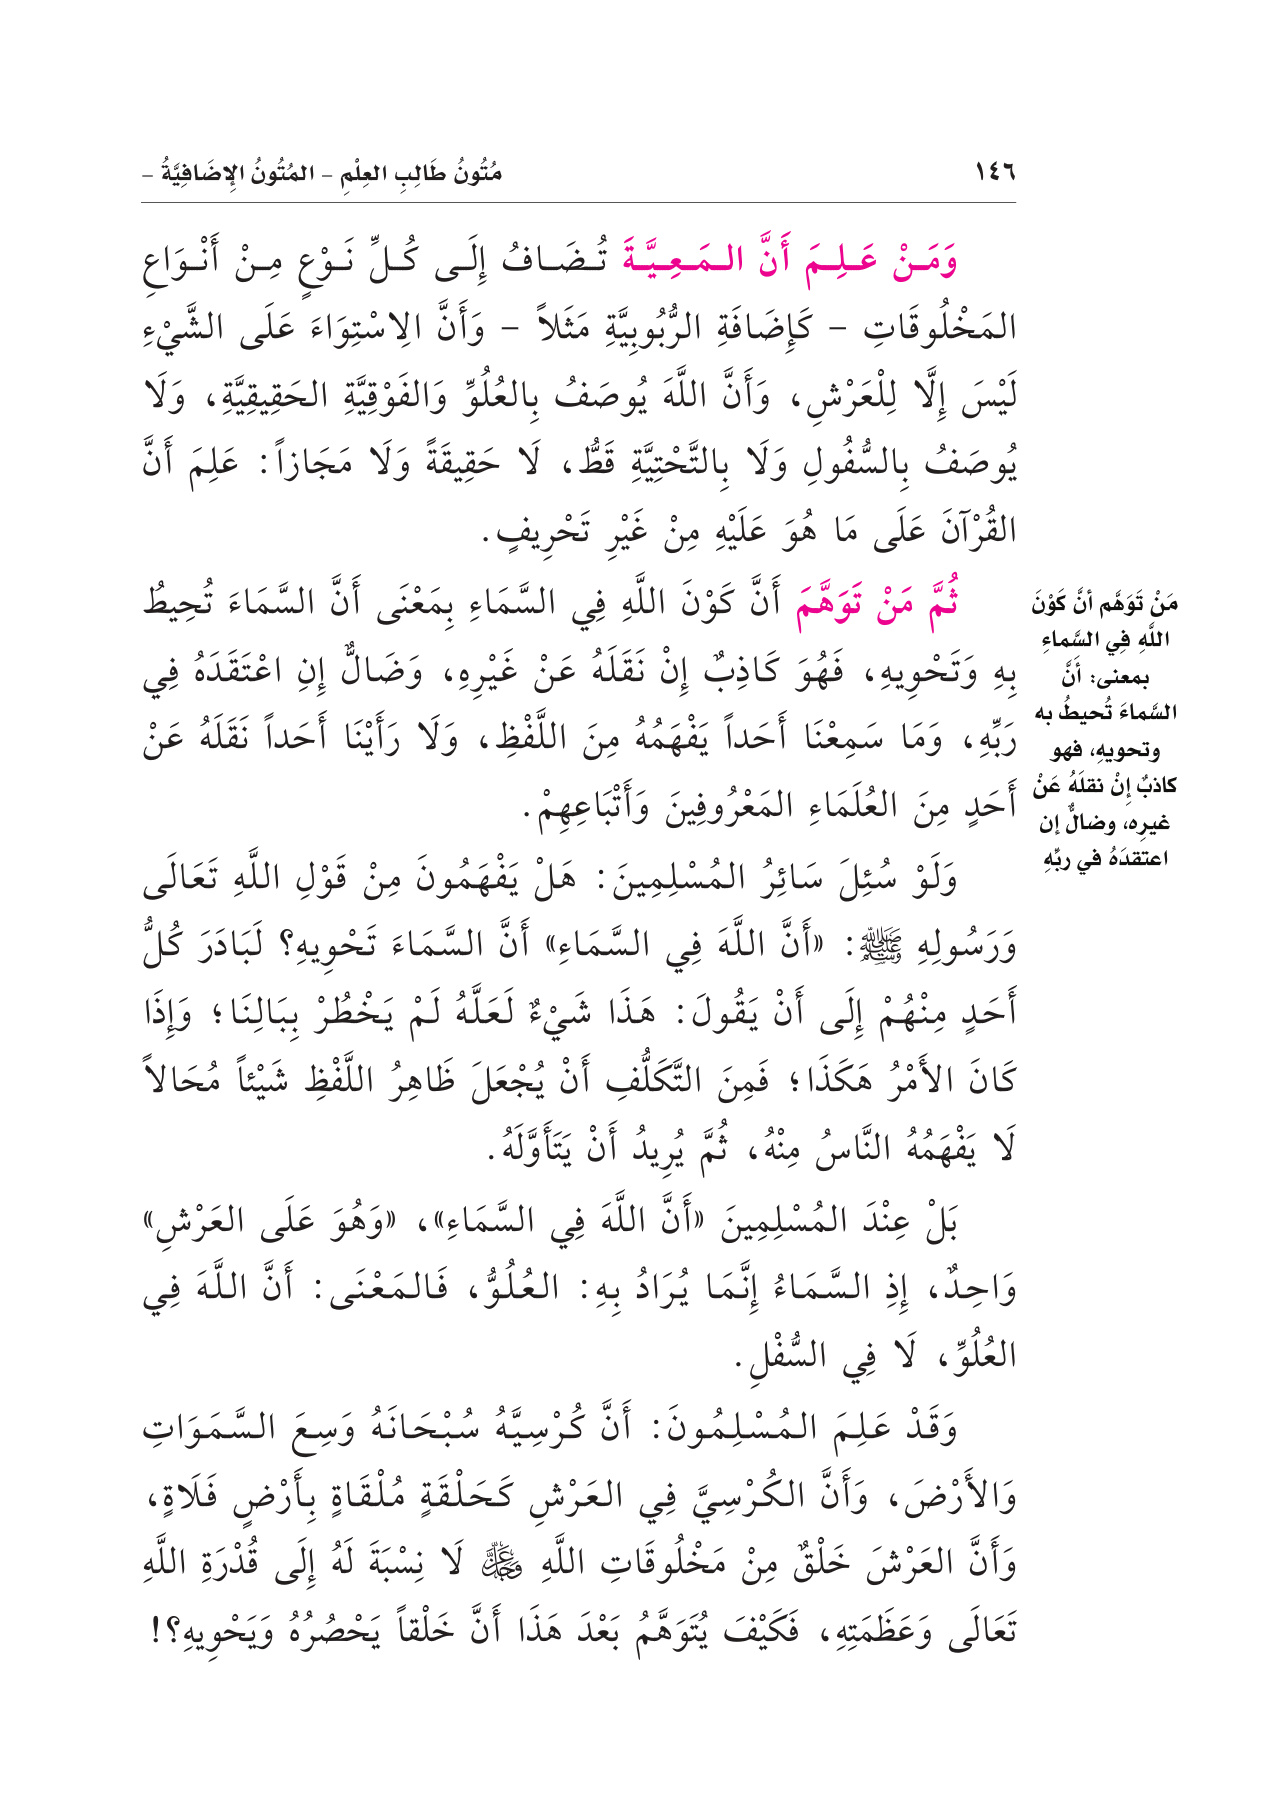 ١٤٦
مُتُونُ طَالِبِ العِلْمِ - المُتُونُ الإِضَافِيَّةُ -
وَمَنْ عَلِمَ أَنَّ المَعِيَّةَ تُضَافُ إِلَى كُلِّ نَوْعٍ مِنْ أَنْوَاعِ
المَخْلُوقَاتِ - كَإِضَافَةِ الرُّبُوبِيَّةِ مَثَلاً - وَأَنَّ الِاسْتِوَاءَ عَلَى الشَّيْءِ
لَيْسَ إِلَّا لِلْعَرْشِ، وَأَنَّ اللَّهَ يُوصَفُ بِالعُلُوِّ وَالفَوْقِيَّةِ الحَقِيقِيَّةِ، وَلَا
يُوصَفُ بِالسُّفُولِ وَلَا بِالتَّحْتِيَّةِ قَطُّ، لَا حَقِيقَةً وَلَا مَجَازاً: عَلِمَ أَنَّ
القُرْآنَ عَلَى مَا هُوَ عَلَيْهِ مِنْ غَيْرِ تَحْرِيفٍ.
ثُمَّ مَنْ تَوَهَّمَ أَنَّ كَوْنَ اللَّهِ فِي السَّمَاءِ بِمَعْنَى أَنَّ السَّمَاءَ تُحِيطُ
بِهِ وَتَحْوِيهِ، فَهُوَ كَاذِبٌ إِنْ نَقَلَهُ عَنْ غَيْرِهِ، وَضَالٌّ إِنِ اعْتَقَدَهُ فِي
رَبِّهِ، وَمَا سَمِعْنَا أَحَداً يَفْهَمُهُ مِنَ اللَّفْظِ، وَلَا رَأَيْنَا أَحَداً نَقَلَهُ عَنْ
أَحَدٍ مِنَ العُلَمَاءِ المَعْرُوفِينَ وَأَتْبَاعِهِمْ.
مَنْ تَوَهَّم أنَّ كَوْنَ
اللَّهِ فِي السَّماءِ
بمعنى: أنَّ
السَّماءَ تُحيطُ به
وتحويهِ، فهو
كاذبٌ إِنْ نقلَهُ عَنْ
غيرِه، وضالٌّ إن
اعتقدَهُ في ربِّهِ
وَلَوْ سُئِلَ سَائِرُ المُسْلِمِينَ: هَلْ يَفْهَمُونَ مِنْ قَوْلِ اللَّهِ تَعَالَى
وَرَسُولِهِ ﷺ: «أَنَّ اللَّهَ فِي السَّمَاءِ» أَنَّ السَّمَاءَ تَحْوِيهِ؟ لَبَادَرَ كُلُّ
أَحَدٍ مِنْهُمْ إِلَى أَنْ يَقُولَ: هَذَا شَيْءٌ لَعَلَّهُ لَمْ يَخْطُرْ بِبَالِنَا؛ وَإِذَا
كَانَ الأَمْرُ هَكَذَا؛ فَمِنَ التَّكَلُّفِ أَنْ يُجْعَلَ ظَاهِرُ اللَّفْظِ شَيْئاً مُحَالاً
لَا يَفْهَمُهُ النَّاسُ مِنْهُ، ثُمَّ يُرِيدُ أَنْ يَتَأَوَّلَهُ.
بَلْ عِنْدَ المُسْلِمِينَ «أَنَّ اللَّهَ فِي السَّمَاءِ»، «وَهُوَ عَلَى العَرْشِ»
وَاحِدٌ، إِذِ السَّمَاءُ إِنَّمَا يُرَادُ بِهِ: العُلُوُّ، فَالمَعْنَى: أَنَّ اللَّهَ فِي
العُلُوِّ، لَا فِي السُّفْلِ.
وَقَدْ عَلِمَ المُسْلِمُونَ: أَنَّ كُرْسِيَّهُ سُبْحَانَهُ وَسِعَ السَّمَوَاتِ
وَالأَرْضَ، وَأَنَّ الكُرْسِيَّ فِي العَرْشِ كَحَلْقَةٍ مُلْقَاةٍ بِأَرْضٍ فَلَاةٍ،
وَأَنَّ العَرْشَ خَلْقٌ مِنْ مَخْلُوقَاتِ اللَّهِ عَزَّ وَجَلَّ لَا نِسْبَةَ لَهُ إِلَى قُدْرَةِ اللَّهِ
تَعَالَى وَعَظَمَتِهِ، فَكَيْفَ يُتَوَهَّمُ بَعْدَ هَذَا أَنَّ خَلْقاً يَحْصُرُهُ وَيَحْوِيهِ؟!